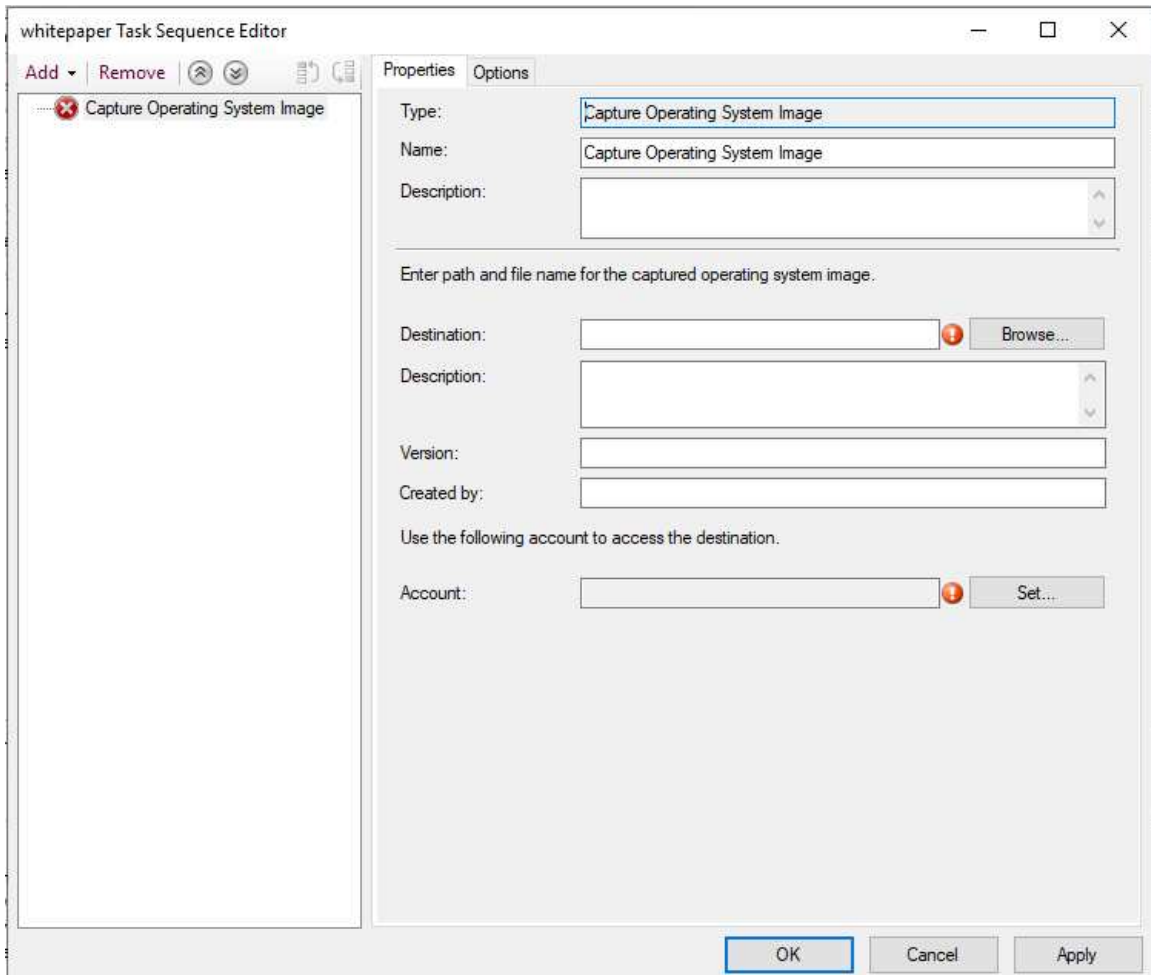 whitepaper Task Sequence Editor
Add Remove
Capture Operating System Image
Properties Options
Type: Capture Operating System Image
Name: Capture Operating System Image
Description:
Enter path and file name for the captured operating system image.
Destination: Browse...
Description:
Version:
Created by:
Use the following account to access the destination.
Account: Set...
OK Cancel Apply